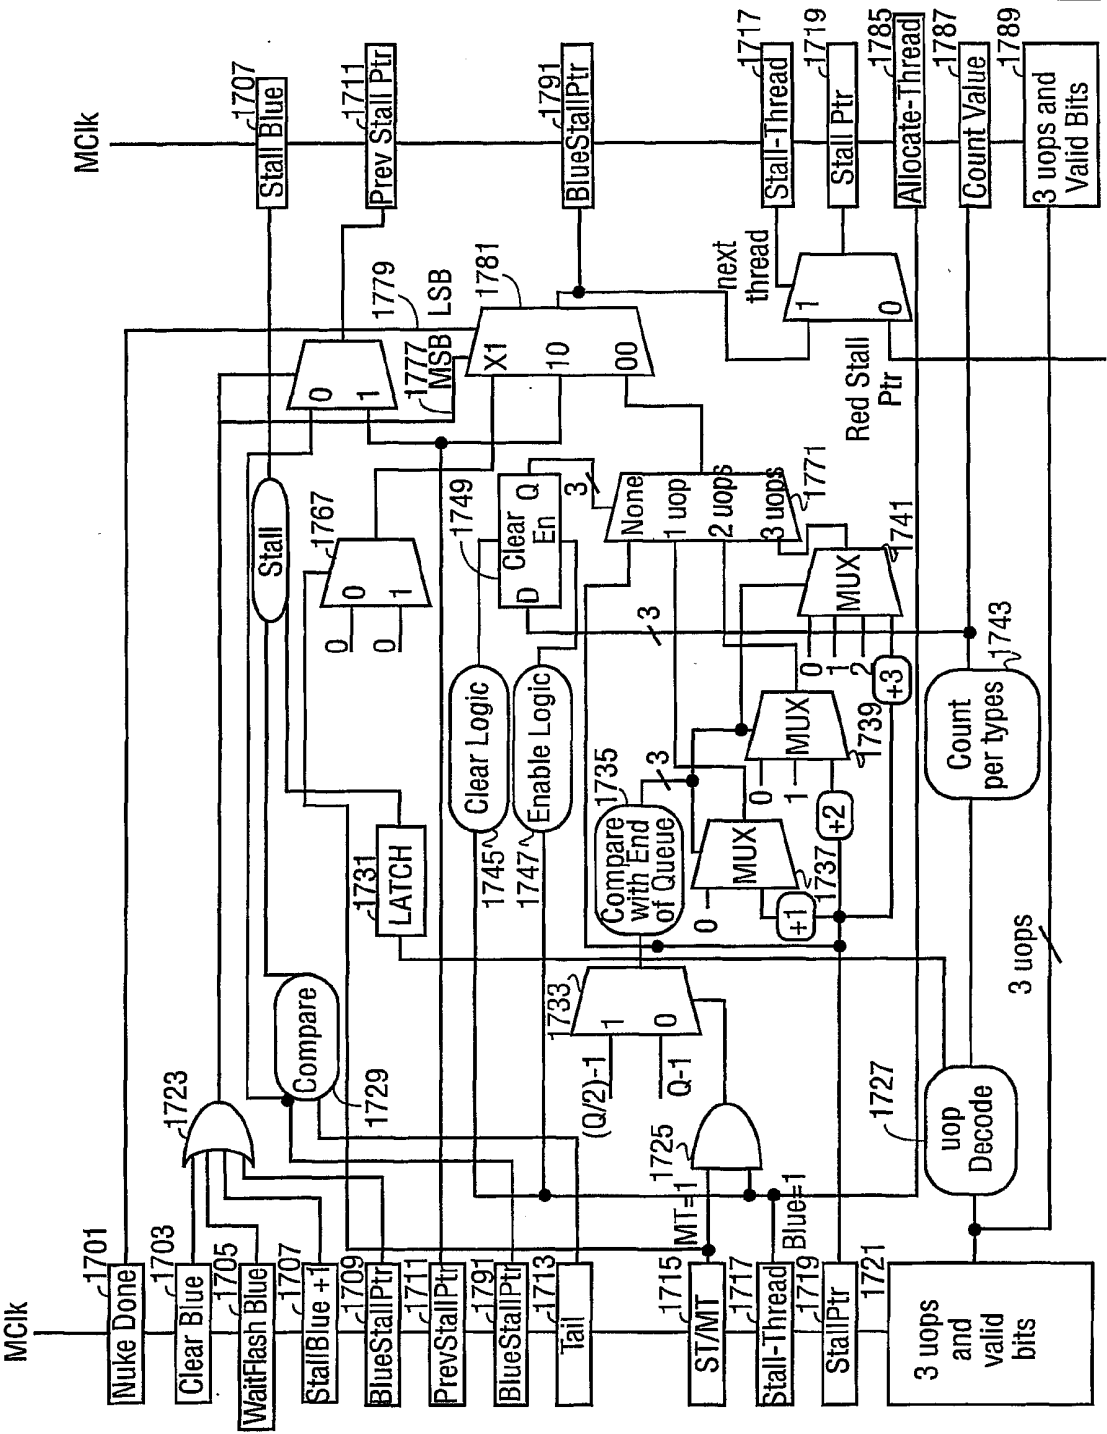 MClk
1701
Nuke Done
1703
Clear Blue
1705
WaitFlash Blue
1707
StallBlue +1
1709
BlueStallPtr
1711
PrevStallPtr
1791
BlueStallPtr
1713
Tail
1715
ST/MT
1717
Stall-Thread
1719
StallPtr
1721
3 uops
and
valid
bits
1723
Compare
1729
1725
MT=1
Blue=1
1727
uop
Decode
1731
LATCH
1733
1
0
(Q/2)-1
Q-1
1735
Compare
with End
of Queue
3
1745
Clear Logic
1747
Enable Logic
1737
MUX
0
+1
1739
MUX
0
1
+2
1741
MUX
0
1
2
+3
3
1743
Count
per types
3 uops
Stall
1767
0
1
0
0
1749
Clear
En
D
Q
3
1771
None
1 uop
2 uops
3 uops
0
1
1777
MSB
1779
LSB
1781
X1
10
00
next
thread
1
0
Red Stall
Ptr
MClk
1707
Stall Blue
1711
Prev Stall Ptr
1791
BlueStallPtr
1717
Stall-Thread
1719
Stall Ptr
1785
Allocate-Thread
1787
Count Value
1789
3 uops and
Valid Bits